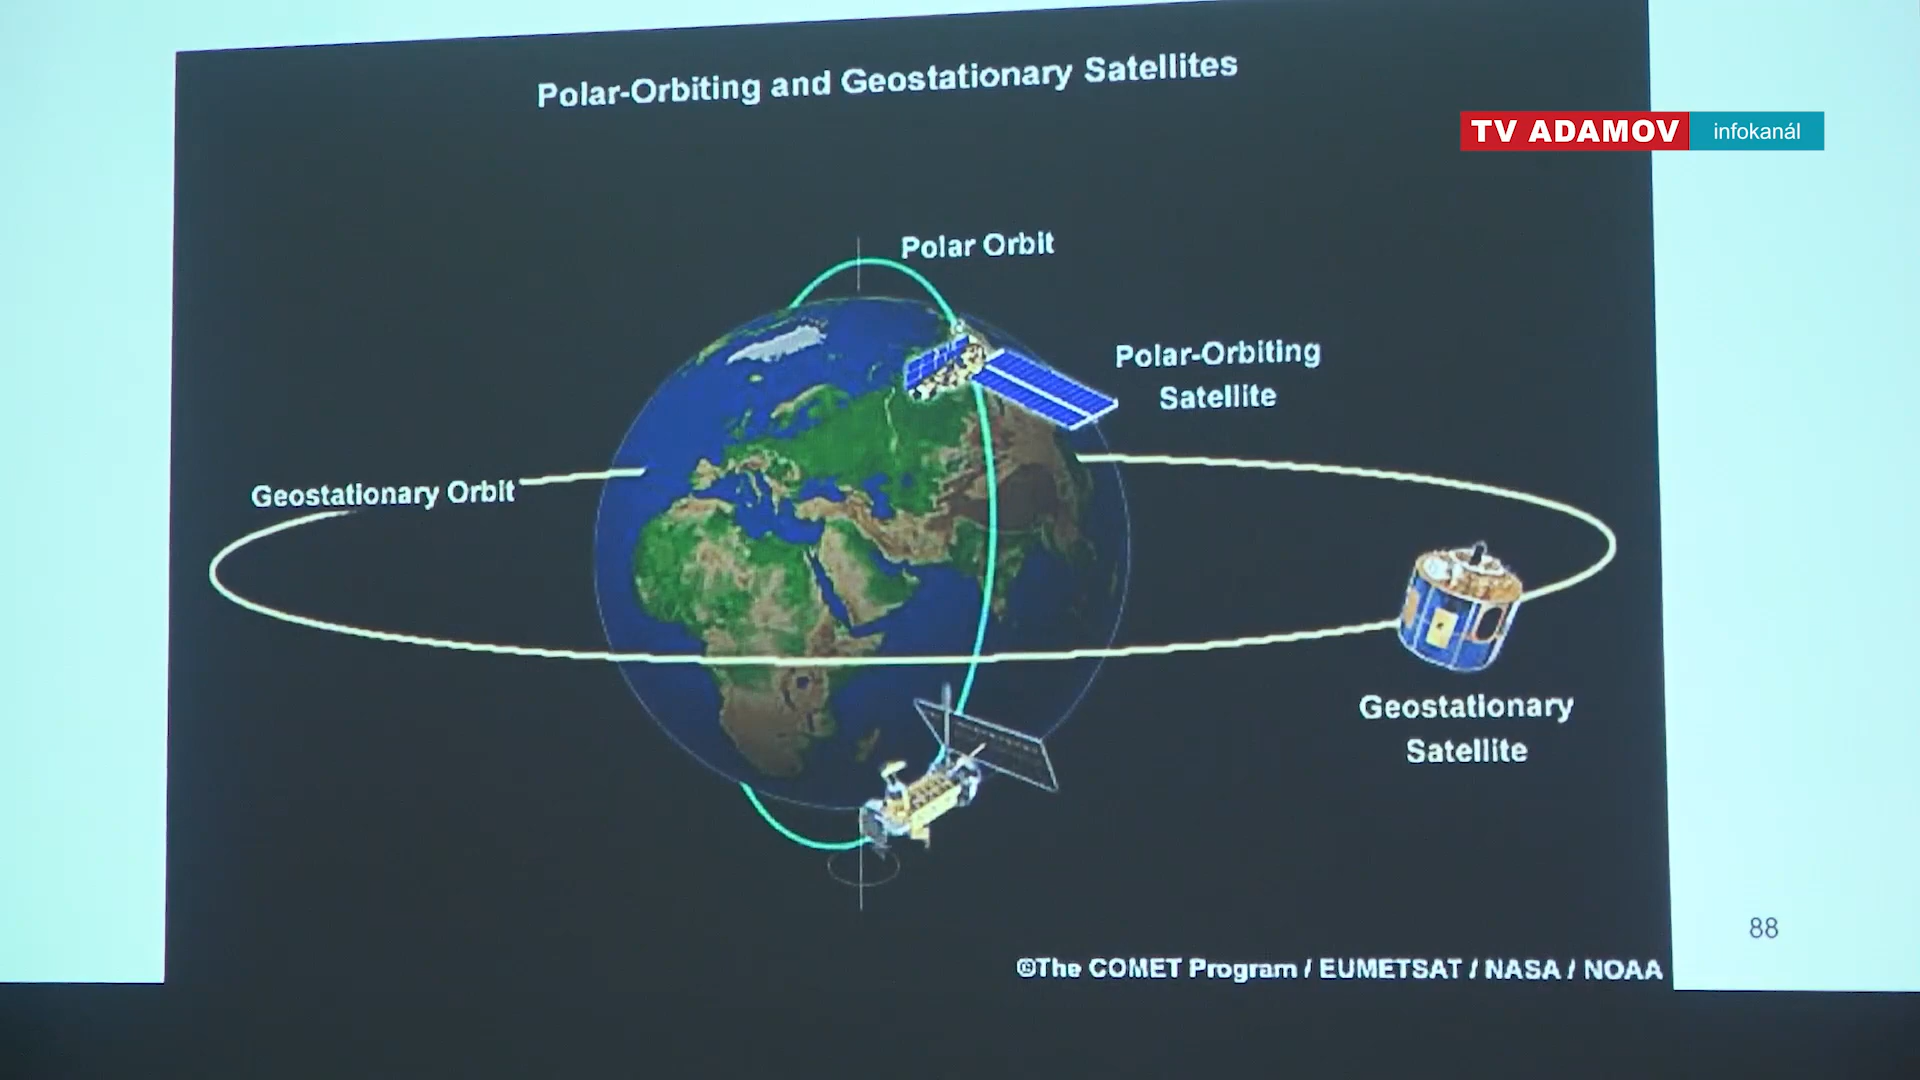 Polar-Orbiting and Geostationary Satellites
TV ADAMOV infokanál
Polar Orbit
Polar-Orbiting
Satellite
Geostationary Orbit
Geostationary
Satellite
88
©The COMET Program / EUMETSAT / NASA / NOAA